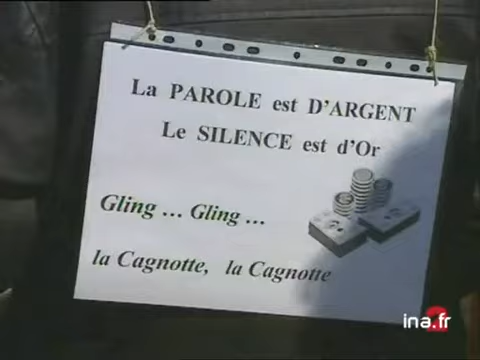 La PAROLE est D'ARGENT
Le SILENCE est d'Or
Gling ... Gling ...
la Cagnotte, la Cagnotte
ina.fr